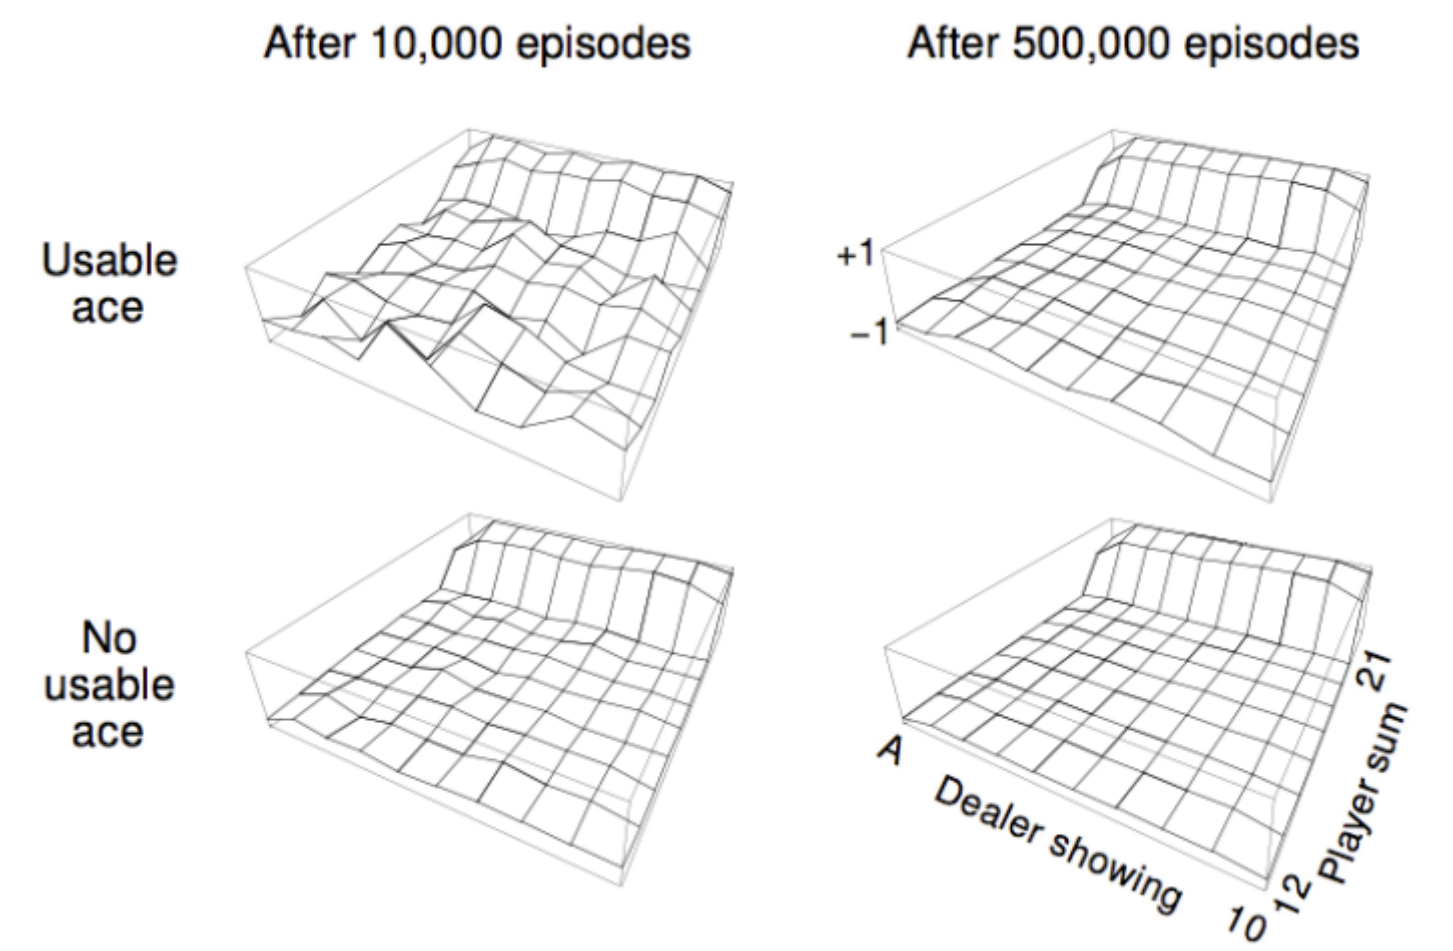 After 10,000 episodes
After 500,000 episodes
Usable
ace
+1
−1
No
usable
ace
A
Dealer showing
10
12
Player sum
21